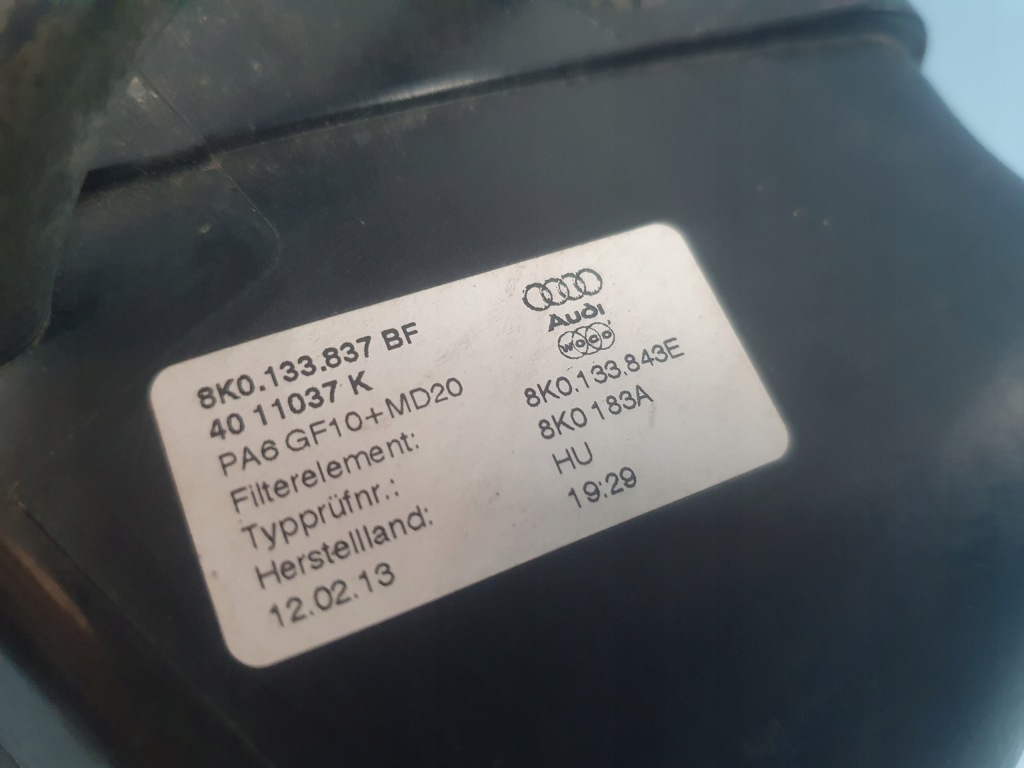 8K0.133.837 BF
40 11037 K
PA6 GF10+MD20
Audi
woco
Filterelement: 8K0.133.843E
Typprüfnr.: 8K0 183A
Herstellland: HU
12.02.13 19:29